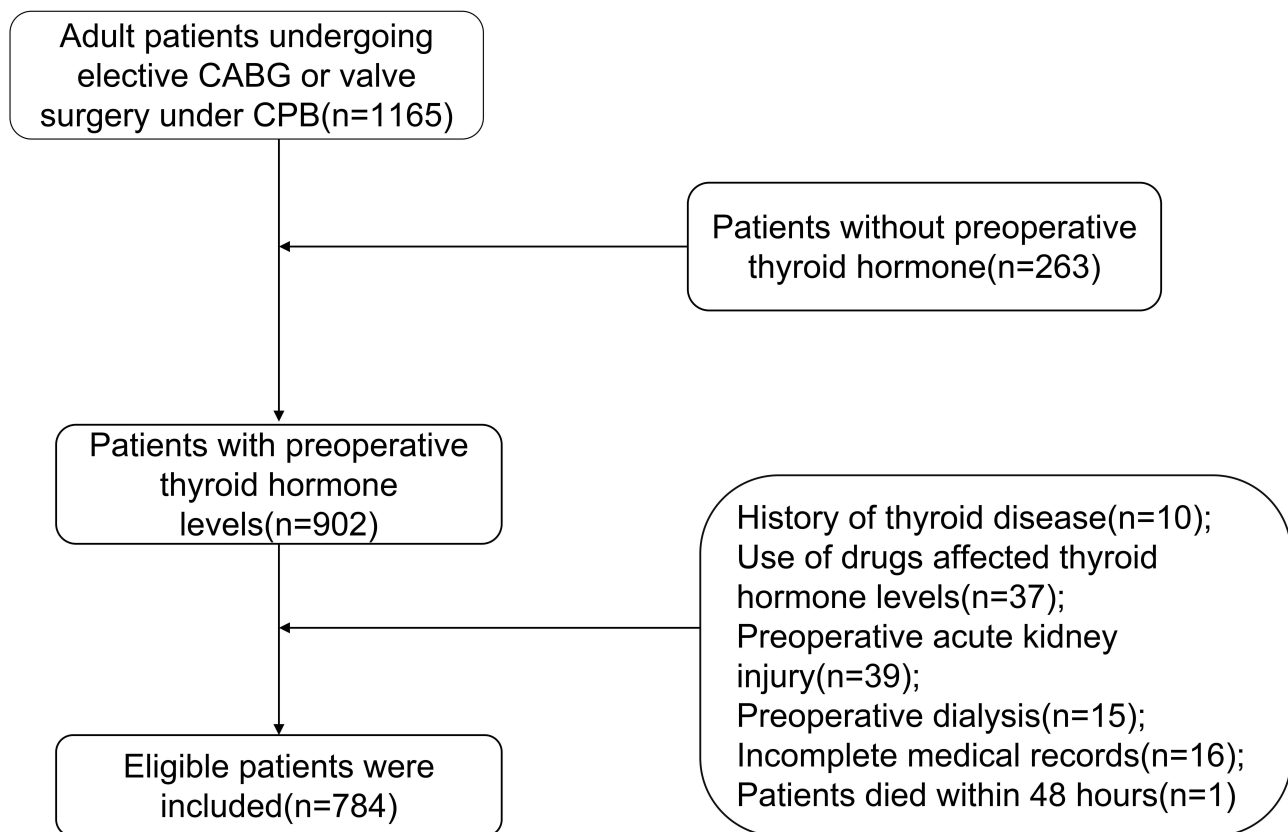 Adult patients undergoing
elective CABG or valve
surgery under CPB(n=1165)
Patients without preoperative
thyroid hormone(n=263)
Patients with preoperative
thyroid hormone
levels(n=902)
History of thyroid disease(n=10);
Use of drugs affected thyroid
hormone levels(n=37);
Preoperative acute kidney
injury(n=39);
Preoperative dialysis(n=15);
Incomplete medical records(n=16);
Patients died within 48 hours(n=1)
Eligible patients were
included(n=784)